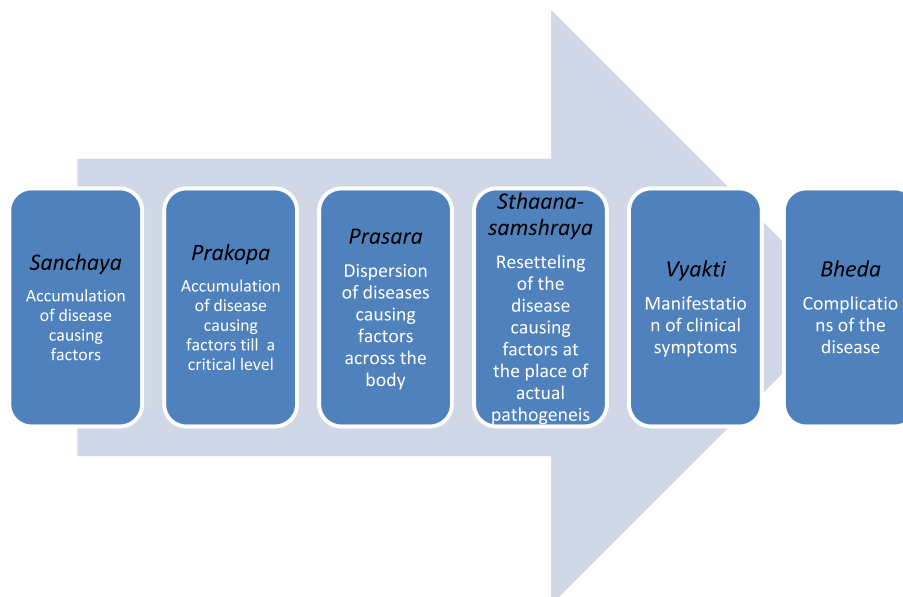 Sanchaya
Accumulation
of disease
causing
factors
Prakopa
Accumulation
of disease
causing
factors till a
critical level
Prasara
Dispersion
of diseases
causing
factors
across the
body
Sthaana-
samshraya
Resetteling
of the
disease
causing
factors at
the place of
actual
pathogeneis
Vyakti
Manifestatio
n of clinical
symptoms
Bheda
Complicatio
ns of the
disease